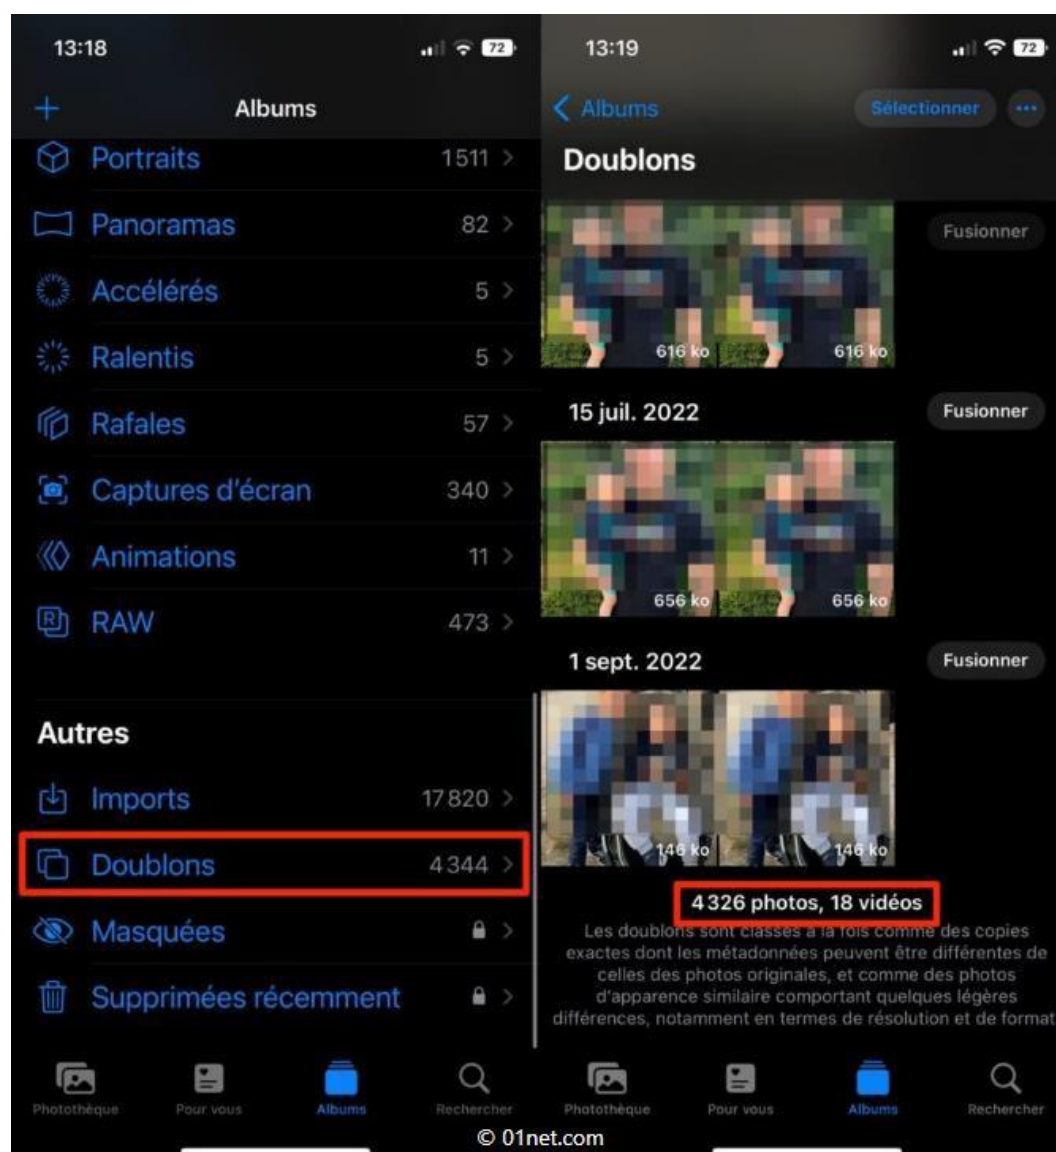 13:18
72
Albums
Portraits
1511
Panoramas
82
Accélérés
5
Ralentis
5
Rafales
57
Captures d'écran
340
Animations
11
RAW
473
Autres
Imports
17820
Doublons
4344
Masquées
Supprimées récemment
Photothèque
Pour vous
Albums
Rechercher
13:19
72
Albums
Sélectionner
Doublons
Fusionner
616 ko
616 ko
15 juil. 2022
Fusionner
656 ko
656 ko
1 sept. 2022
Fusionner
146 ko
146 ko
4326 photos, 18 vidéos
Les doublons sont classés à la fois comme des copies
exactes dont les métadonnées peuvent être différentes de
celles des photos originales, et comme des photos
d'apparence similaire comportant quelques légères
différences, notamment en termes de résolution et de format
Photothèque
Pour vous
Albums
Rechercher
© 01net.com